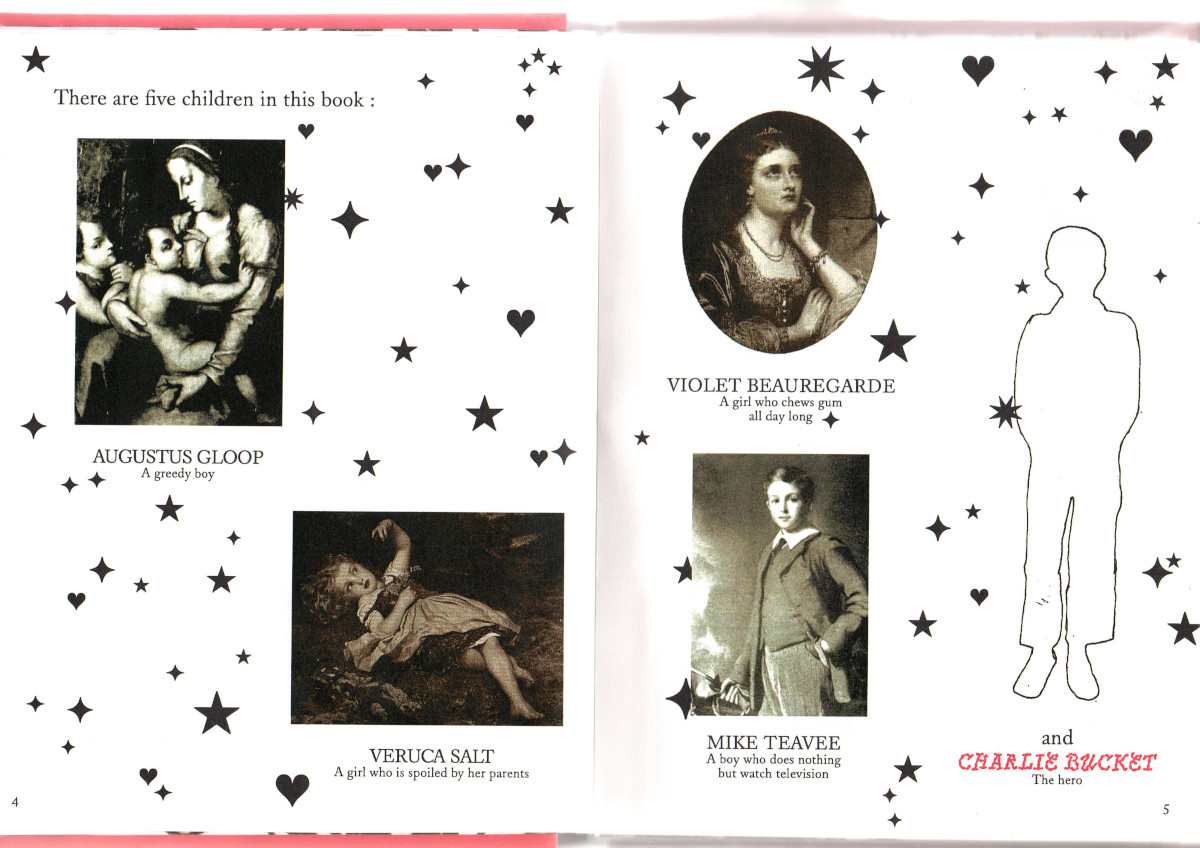 There are five children in this book :
AUGUSTUS GLOOP
A greedy boy
VERUCA SALT
A girl who is spoiled by her parents
4
VIOLET BEAUREGARDE
A girl who chews gum
all day long
MIKE TEAVEE
A boy who does nothing
but watch television
and
CHARLIE BUCKET
The hero
5